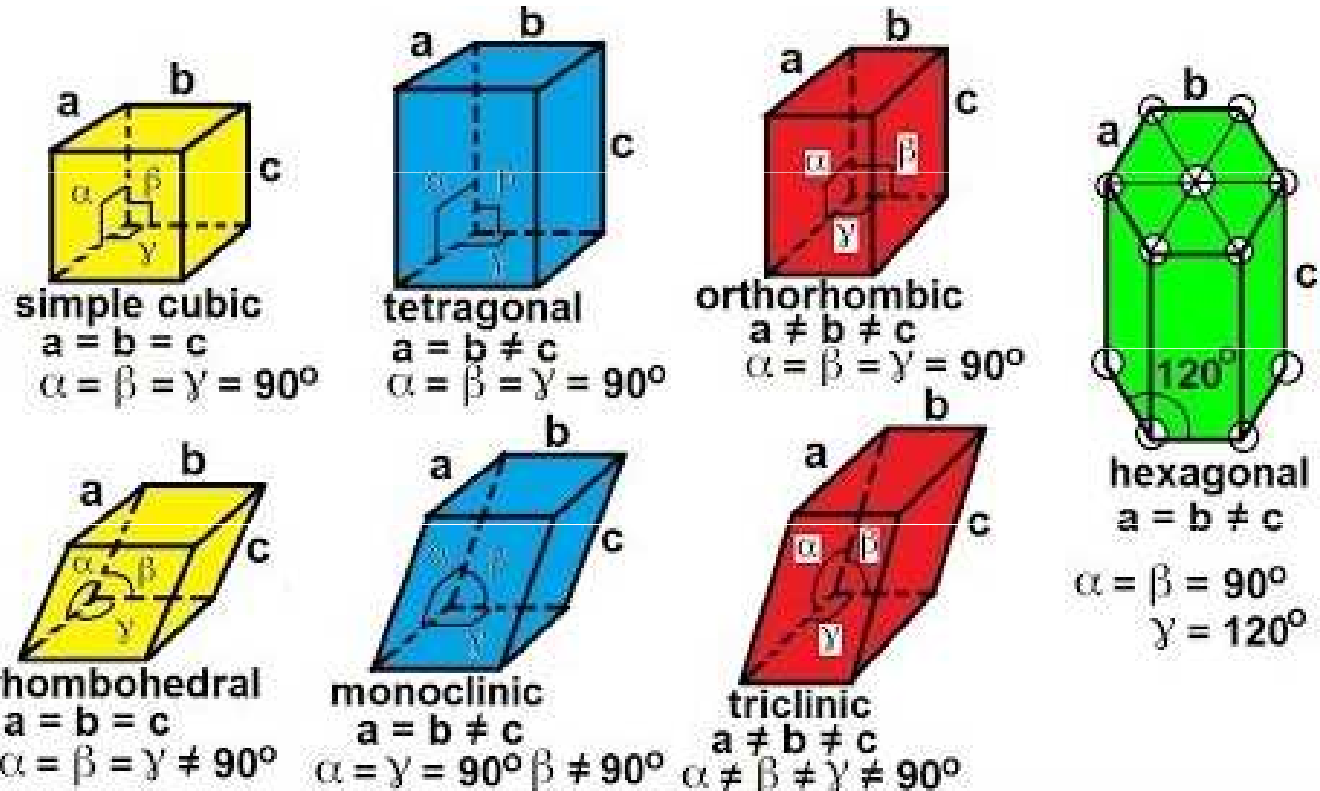 a
b
c
α
β
γ
simple cubic
a = b = c
α = β = γ = 90°
a
b
c
α
β
γ
tetragonal
a = b ≠ c
α = β = γ = 90°
a
b
c
α
β
γ
orthorhombic
a ≠ b ≠ c
α = β = γ = 90°
a
b
c
120°
hexagonal
a = b ≠ c
α = β = 90°
γ = 120°
a
b
c
α
β
γ
hombohedral
a = b = c
α = β = γ ≠ 90°
a
b
c
α
β
γ
monoclinic
a = b ≠ c
α = γ = 90° β ≠ 90°
a
b
c
α
β
γ
triclinic
a ≠ b ≠ c
α ≠ β ≠ γ ≠ 90°